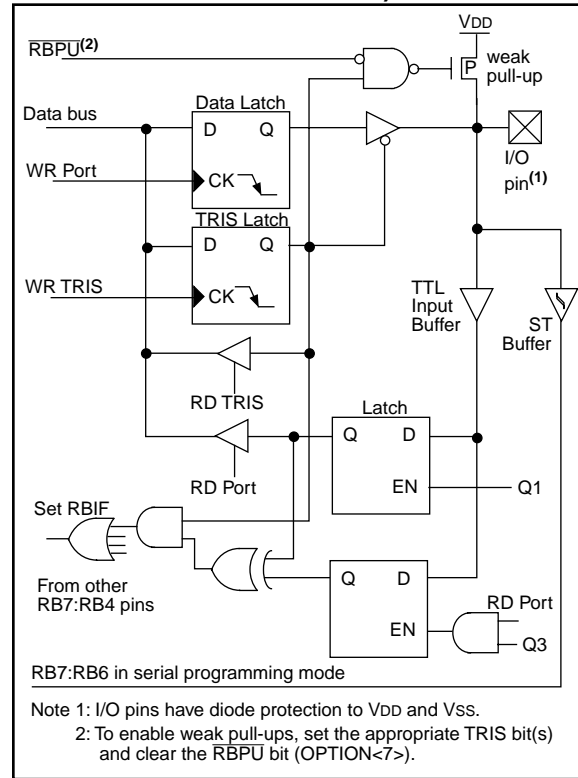 VDD
RBPU(2)
P
weak
pull-up
Data Latch
Data bus
D
Q
WR Port
CK
I/O
pin(1)
TRIS Latch
D
Q
WR TRIS
CK
TTL
Input
Buffer
ST
Buffer
RD TRIS
Latch
Q
D
RD Port
EN
Q1
Set RBIF
From other
RB7:RB4 pins
Q
D
RD Port
EN
Q3
RB7:RB6 in serial programming mode
Note 1: I/O pins have diode protection to VDD and VSS.
2: To enable weak pull-ups, set the appropriate TRIS bit(s)
and clear the RBPU bit (OPTION<7>).